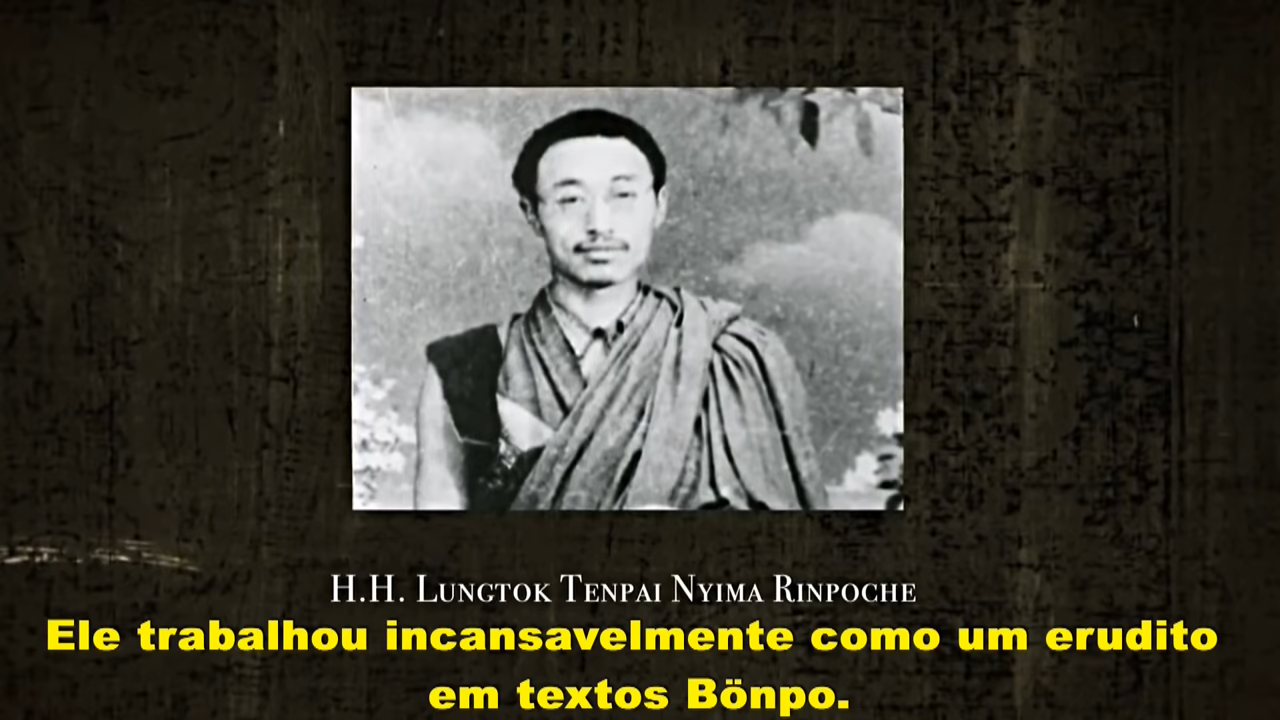 H.H. Lungtok Tenpai Nyima Rinpoche
Ele trabalhou incansavelmente como um erudito
em textos Bönpo.